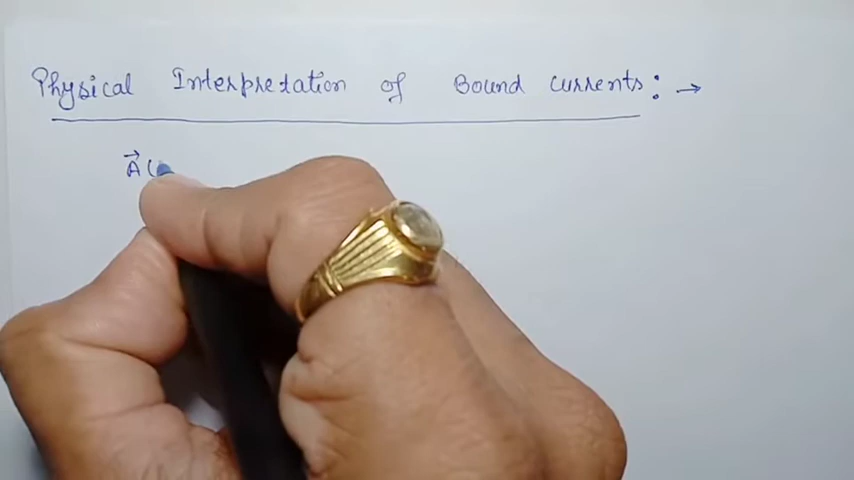 Physical Interpretation of Bound currents : →
A⃗ (